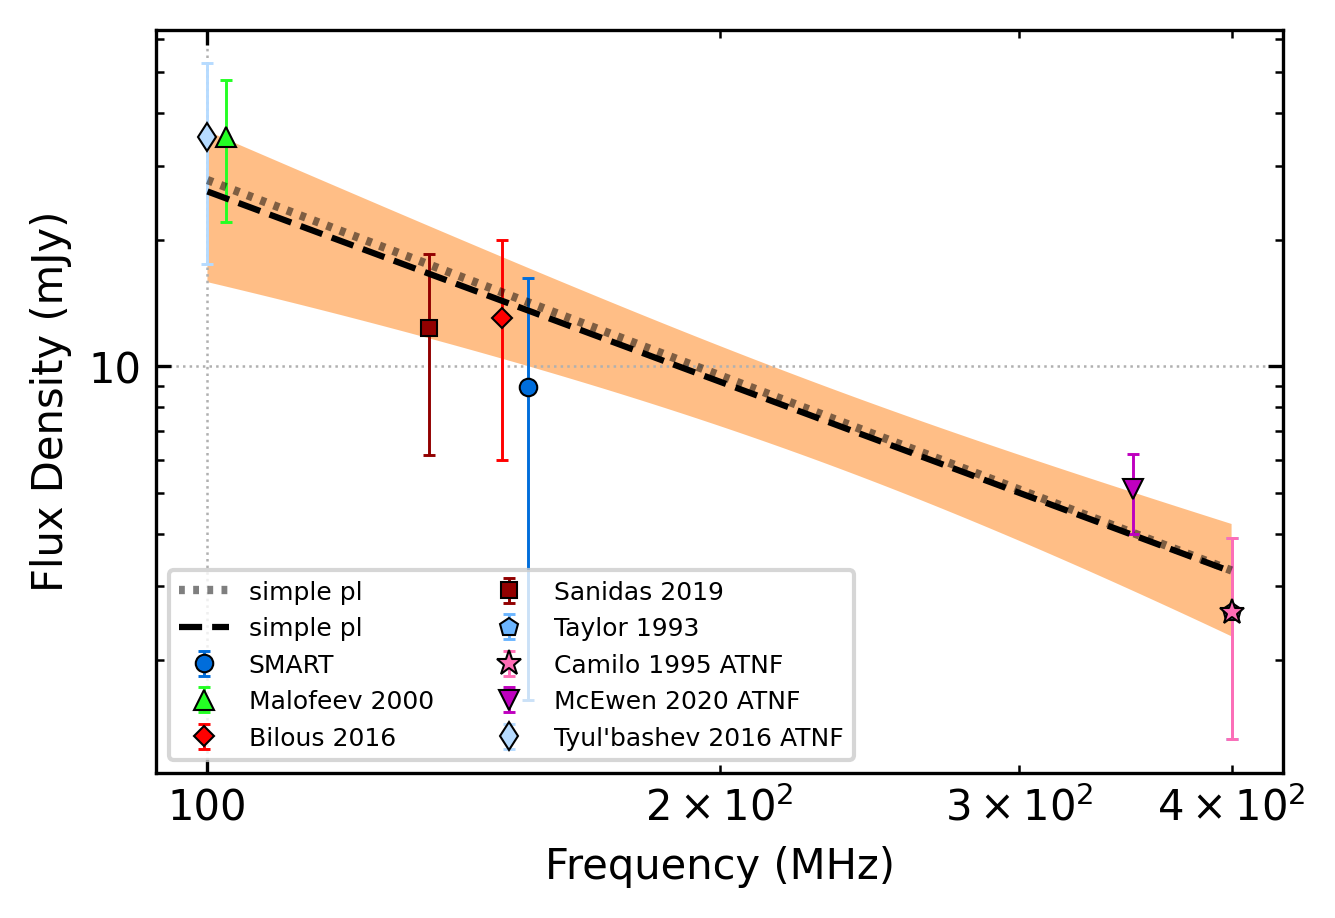 Flux Density (mJy)
10
simple pl
simple pl
SMART
Malofeev 2000
Bilous 2016
Sanidas 2019
Taylor 1993
Camilo 1995 ATNF
McEwen 2020 ATNF
Tyul'bashev 2016 ATNF
100
2 × 10²
3 × 10²
4 × 10²
Frequency (MHz)